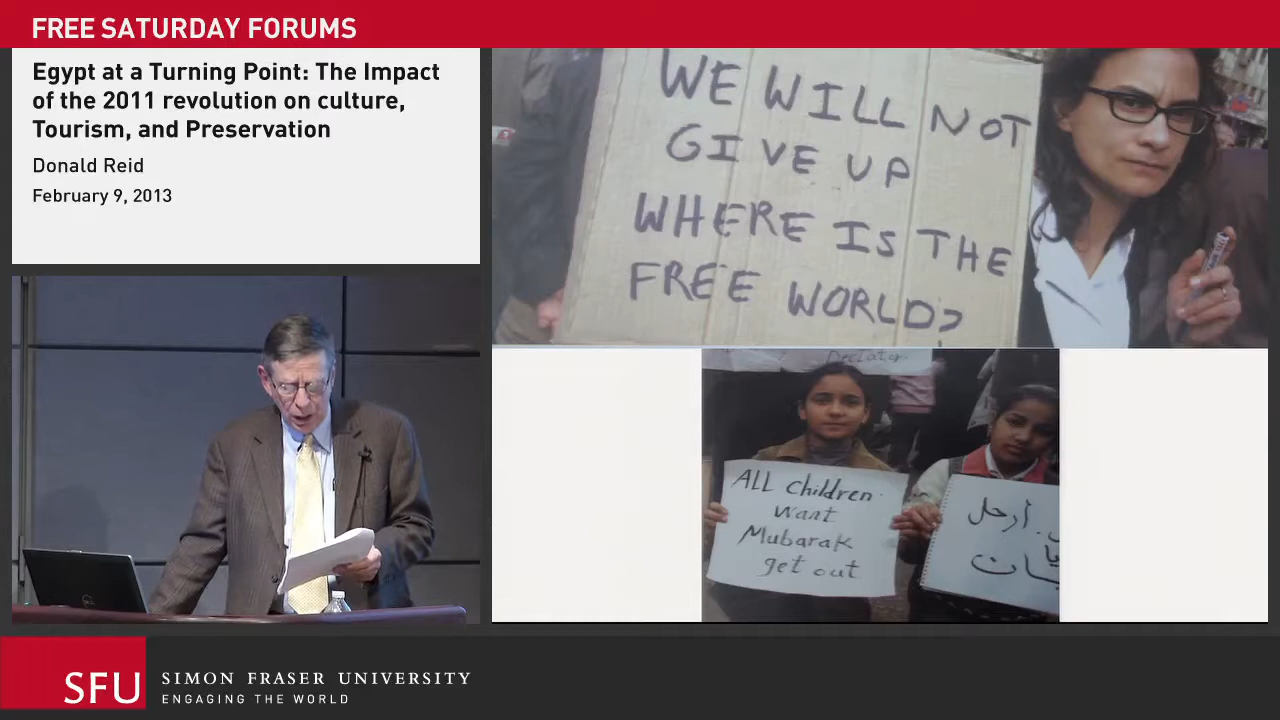 FREE SATURDAY FORUMS
Egypt at a Turning Point: The Impact
of the 2011 revolution on culture,
Tourism, and Preservation
Donald Reid
February 9, 2013
WE WILL NOT
GIVE UP
WHERE IS THE
FREE WORLD?
Dectator
ALL children
want
Mubarak
get out
أرحل
SFU
SIMON FRASER UNIVERSITY
ENGAGING THE WORLD